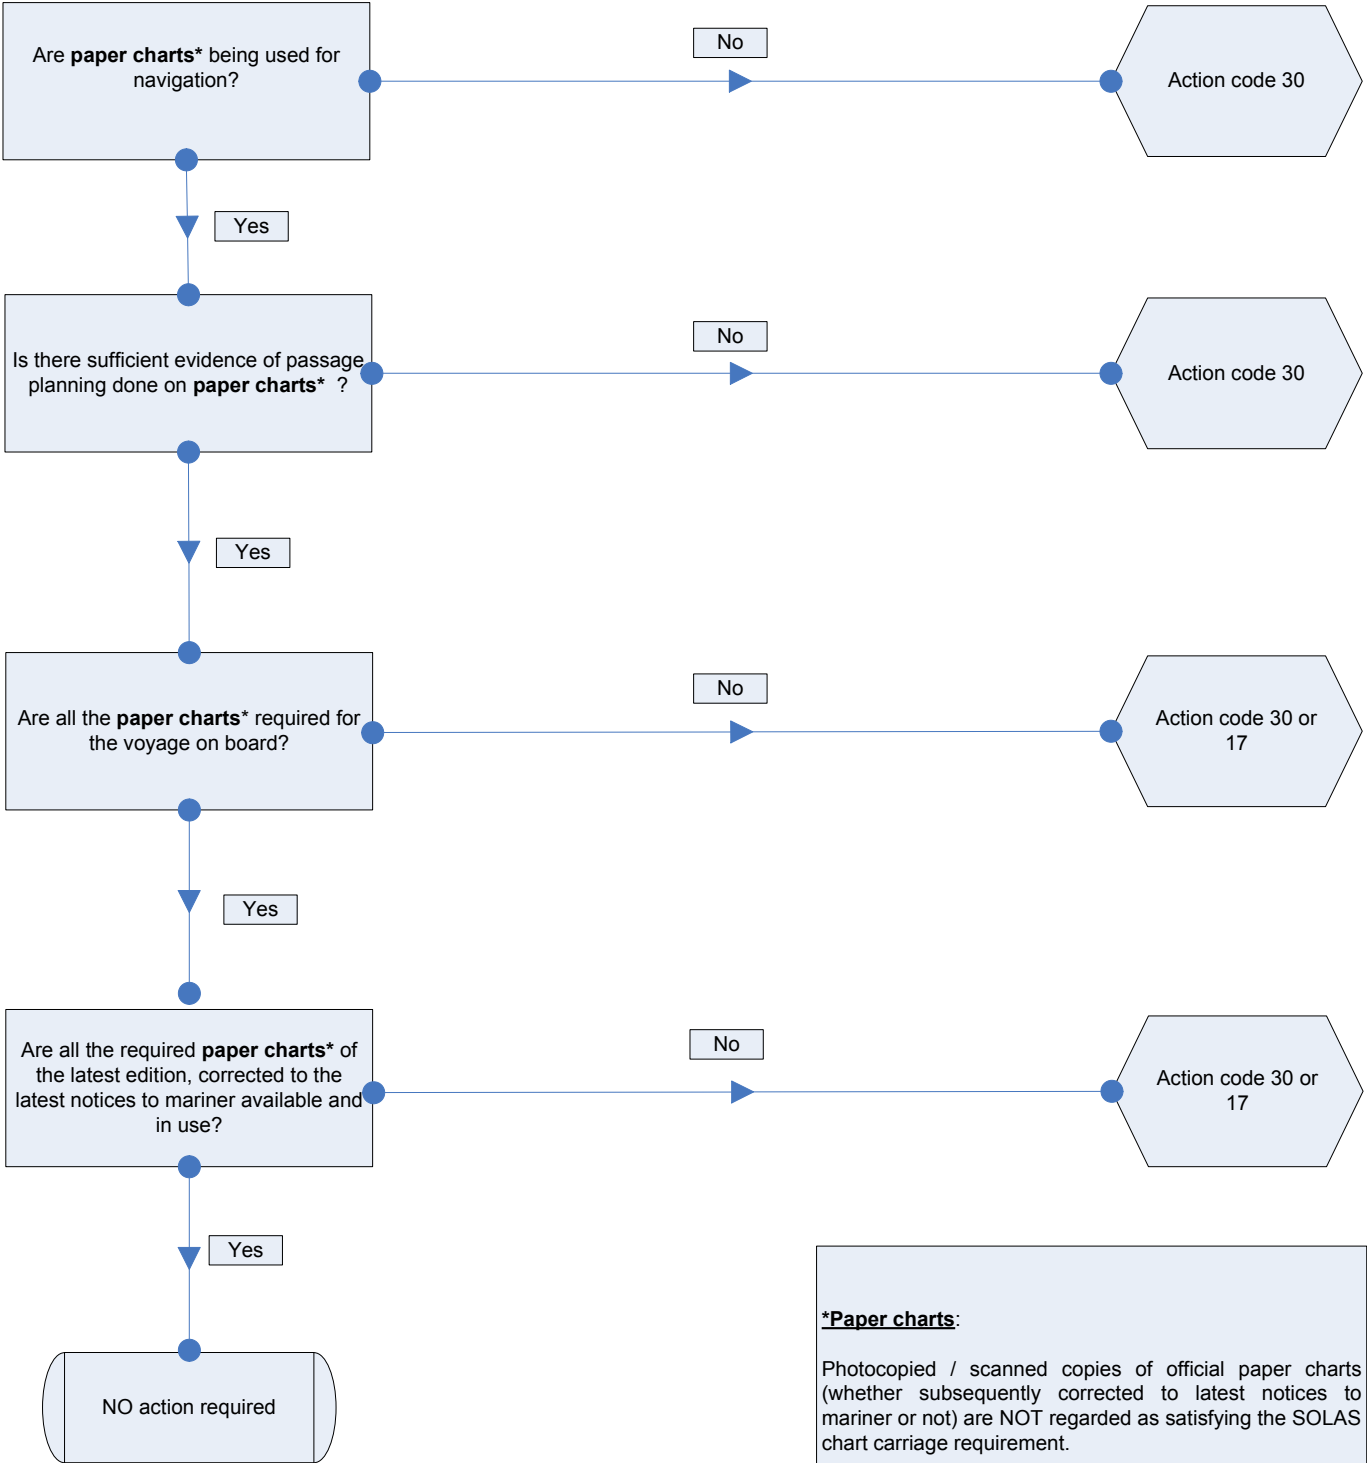 Are paper charts* being used for
navigation?
No
Action code 30
Yes
Is there sufficient evidence of passage
planning done on paper charts* ?
No
Action code 30
Yes
Are all the paper charts* required for
the voyage on board?
No
Action code 30 or
17
Yes
Are all the required paper charts* of
the latest edition, corrected to the
latest notices to mariner available and
in use?
No
Action code 30 or
17
Yes
NO action required
*Paper charts:
Photocopied / scanned copies of official paper charts
(whether subsequently corrected to latest notices to
mariner or not) are NOT regarded as satisfying the SOLAS
chart carriage requirement.